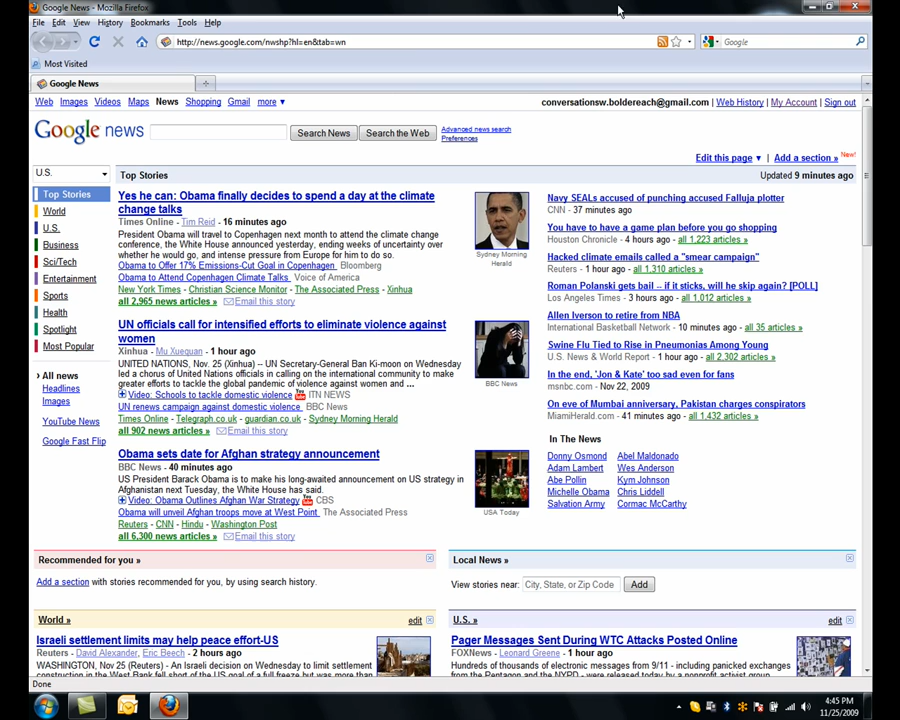 Google News - Mozilla Firefox
File Edit View History Bookmarks Tools Help
http://news.google.com/nwshp?hl=en&tab=wn
Google
Most Visited
Google News
Web Images Videos Maps News Shopping Gmail more ▼
conversationsw.boldereach@gmail.com | Web History | My Account | Sign out
Google news
Search News
Search the Web
Advanced news search
Preferences
Edit this page ▼ | Add a section » New!
U.S.
Top Stories
Updated 9 minutes ago
Top Stories
World
U.S.
Business
Sci/Tech
Entertainment
Sports
Health
Spotlight
Most Popular
› All news
Headlines
Images
YouTube News
Google Fast Flip
Yes he can: Obama finally decides to spend a day at the climate
change talks
Times Online - Tim Reid - 16 minutes ago
President Obama will travel to Copenhagen next month to attend the climate change
conference, the White House announced yesterday, ending weeks of uncertainty over
whether he would go, and intense pressure from Europe for him to do so.
Obama to Offer 17% Emissions-Cut Goal in Copenhagen Bloomberg
Obama to Attend Copenhagen Climate Talks Voice of America
New York Times - Christian Science Monitor - The Associated Press - Xinhua
all 2,965 news articles » Email this story
Sydney Morning
Herald
UN officials call for intensified efforts to eliminate violence against
women
Xinhua - Mu Xuequan - 1 hour ago
UNITED NATIONS, Nov. 25 (Xinhua) -- UN Secretary-General Ban Ki-moon on Wednesday
led a chorus of United Nations officials in calling on the international community to make
greater efforts to tackle the global pandemic of violence against women and ...
Video: Schools to tackle domestic violence ITN NEWS
UN renews campaign against domestic violence BBC News
Times Online - Telegraph.co.uk - guardian.co.uk - Sydney Morning Herald
all 902 news articles » Email this story
BBC News
Obama sets date for Afghan strategy announcement
BBC News - 40 minutes ago
US President Barack Obama is to make his long-awaited announcement on US strategy in
Afghanistan next Tuesday, the White House has said.
Video: Obama Outlines Afghan War Strategy CBS
Obama will unveil Afghan troops move at West Point The Associated Press
Reuters - CNN - Hindu - Washington Post
all 6,300 news articles » Email this story
USA Today
Navy SEALs accused of punching accused Falluja plotter
CNN - 37 minutes ago
You have to have a game plan before you go shopping
Houston Chronicle - 4 hours ago - all 1,223 articles »
Hacked climate emails called a "smear campaign"
Reuters - 1 hour ago - all 1,310 articles »
Roman Polanski gets bail -- if it sticks, will he skip again? [POLL]
Los Angeles Times - 3 hours ago - all 1,012 articles »
Allen Iverson to retire from NBA
International Basketball Network - 10 minutes ago - all 35 articles »
Swine Flu Tied to Rise in Pneumonias Among Young
U.S. News & World Report - 1 hour ago - all 2,302 articles »
In the end, 'Jon & Kate' too sad even for fans
msnbc.com - Nov 22, 2009
On eve of Mumbai anniversary, Pakistan charges conspirators
MiamiHerald.com - 41 minutes ago - all 1,432 articles »
In The News
Donny Osmond Abel Maldonado
Adam Lambert Wes Anderson
Abe Pollin Kym Johnson
Michelle Obama Chris Liddell
Salvation Army Cormac McCarthy
Recommended for you »
Add a section with stories recommended for you, by using search history.
Local News »
View stories near: City, State, or Zip Code Add
World » edit
Israeli settlement limits may help peace effort-US
Reuters - David Alexander, Eric Beech - 2 hours ago
WASHINGTON, Nov 25 (Reuters) - An Israeli decision on Wednesday to limit settlement
construction in the West Bank fell short of the US goal of a full freeze but was more than
U.S. » edit
Pager Messages Sent During WTC Attacks Posted Online
FOXNews - Leonard Greene - 1 hour ago
Hundreds of thousands of electronic messages from 9/11 - including panicked exchanges
from the Pentagon and the NYPD - were released today by a nonprofit activist group.
Done
4:45 PM
11/25/2009